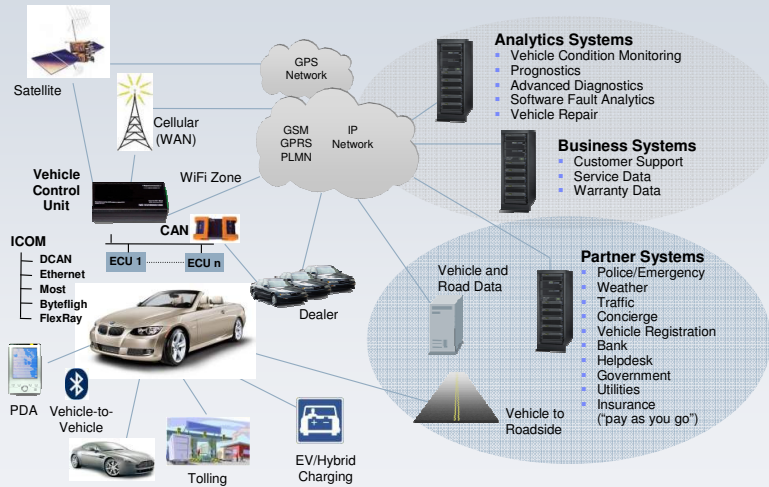 GPS
Network
Satellite
Cellular
(WAN)
GSM
GPRS
PLMN
IP
Network
WiFi Zone
Vehicle
Control
Unit
CAN
ECU 1
ECU n
ICOM
DCAN
Ethernet
Most
Bytefligh
FlexRay
Dealer
PDA
Vehicle-to-
Vehicle
Tolling
EV/Hybrid
Charging
Analytics Systems
Vehicle Condition Monitoring
Prognostics
Advanced Diagnostics
Software Fault Analytics
Vehicle Repair
Business Systems
Customer Support
Service Data
Warranty Data
Vehicle and
Road Data
Partner Systems
Police/Emergency
Weather
Traffic
Concierge
Vehicle Registration
Bank
Helpdesk
Government
Utilities
Insurance
("pay as you go")
Vehicle to
Roadside